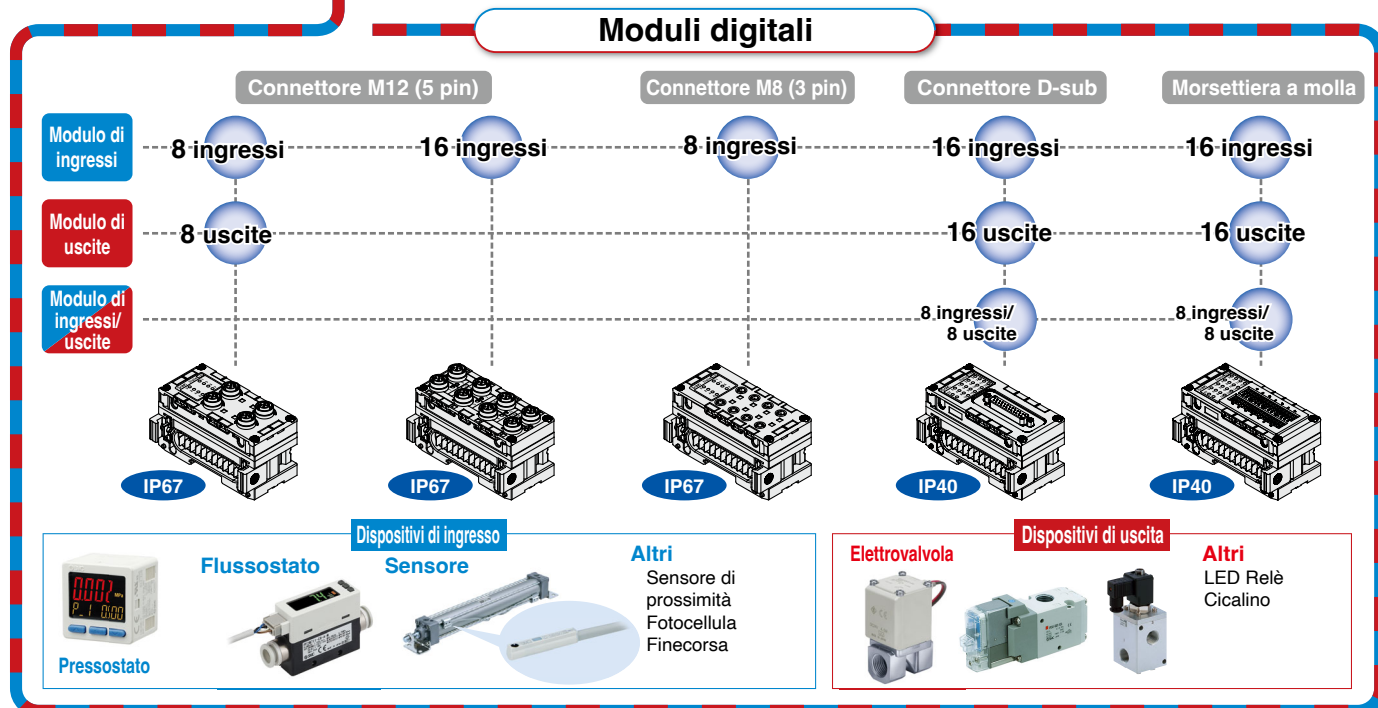 Moduli digitali
Connettore M12 (5 pin)
Connettore M8 (3 pin)
Connettore D-sub
Morsettiera a molla
Modulo di
ingressi
8 ingressi
16 ingressi
8 ingressi
16 ingressi
16 ingressi
Modulo di
uscite
8 uscite
16 uscite
16 uscite
Modulo di
ingressi/
uscite
8 ingressi/
8 uscite
8 ingressi/
8 uscite
IP67
IP67
IP67
IP40
IP40
Dispositivi di ingresso
Pressostato
Flussostato
Sensore
Altri
Sensore di
prossimità
Fotocellula
Finecorsa
Dispositivi di uscita
Elettrovalvola
Altri
LED Relè
Cicalino